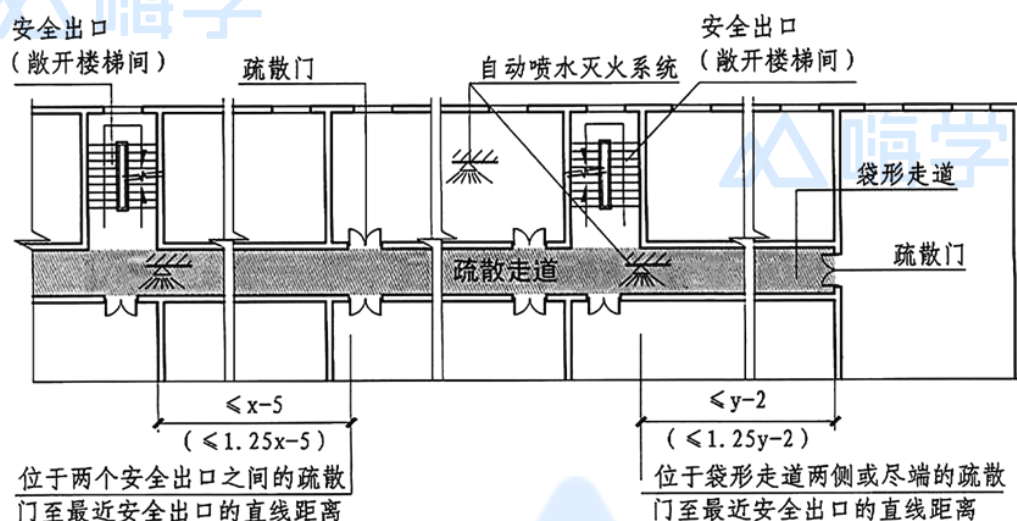 嗨学
安全出口
（敞开楼梯间）
疏散门
自动喷水灭火系统
安全出口
（敞开楼梯间）
嗨学
袋形走道
疏散门
疏散走道
≤x-5
（≤1.25x-5）
≤y-2
（≤1.25y-2）
位于两个安全出口之间的疏散
门至最近安全出口的直线距离
位于袋形走道两侧或尽端的疏散
门至最近安全出口的直线距离